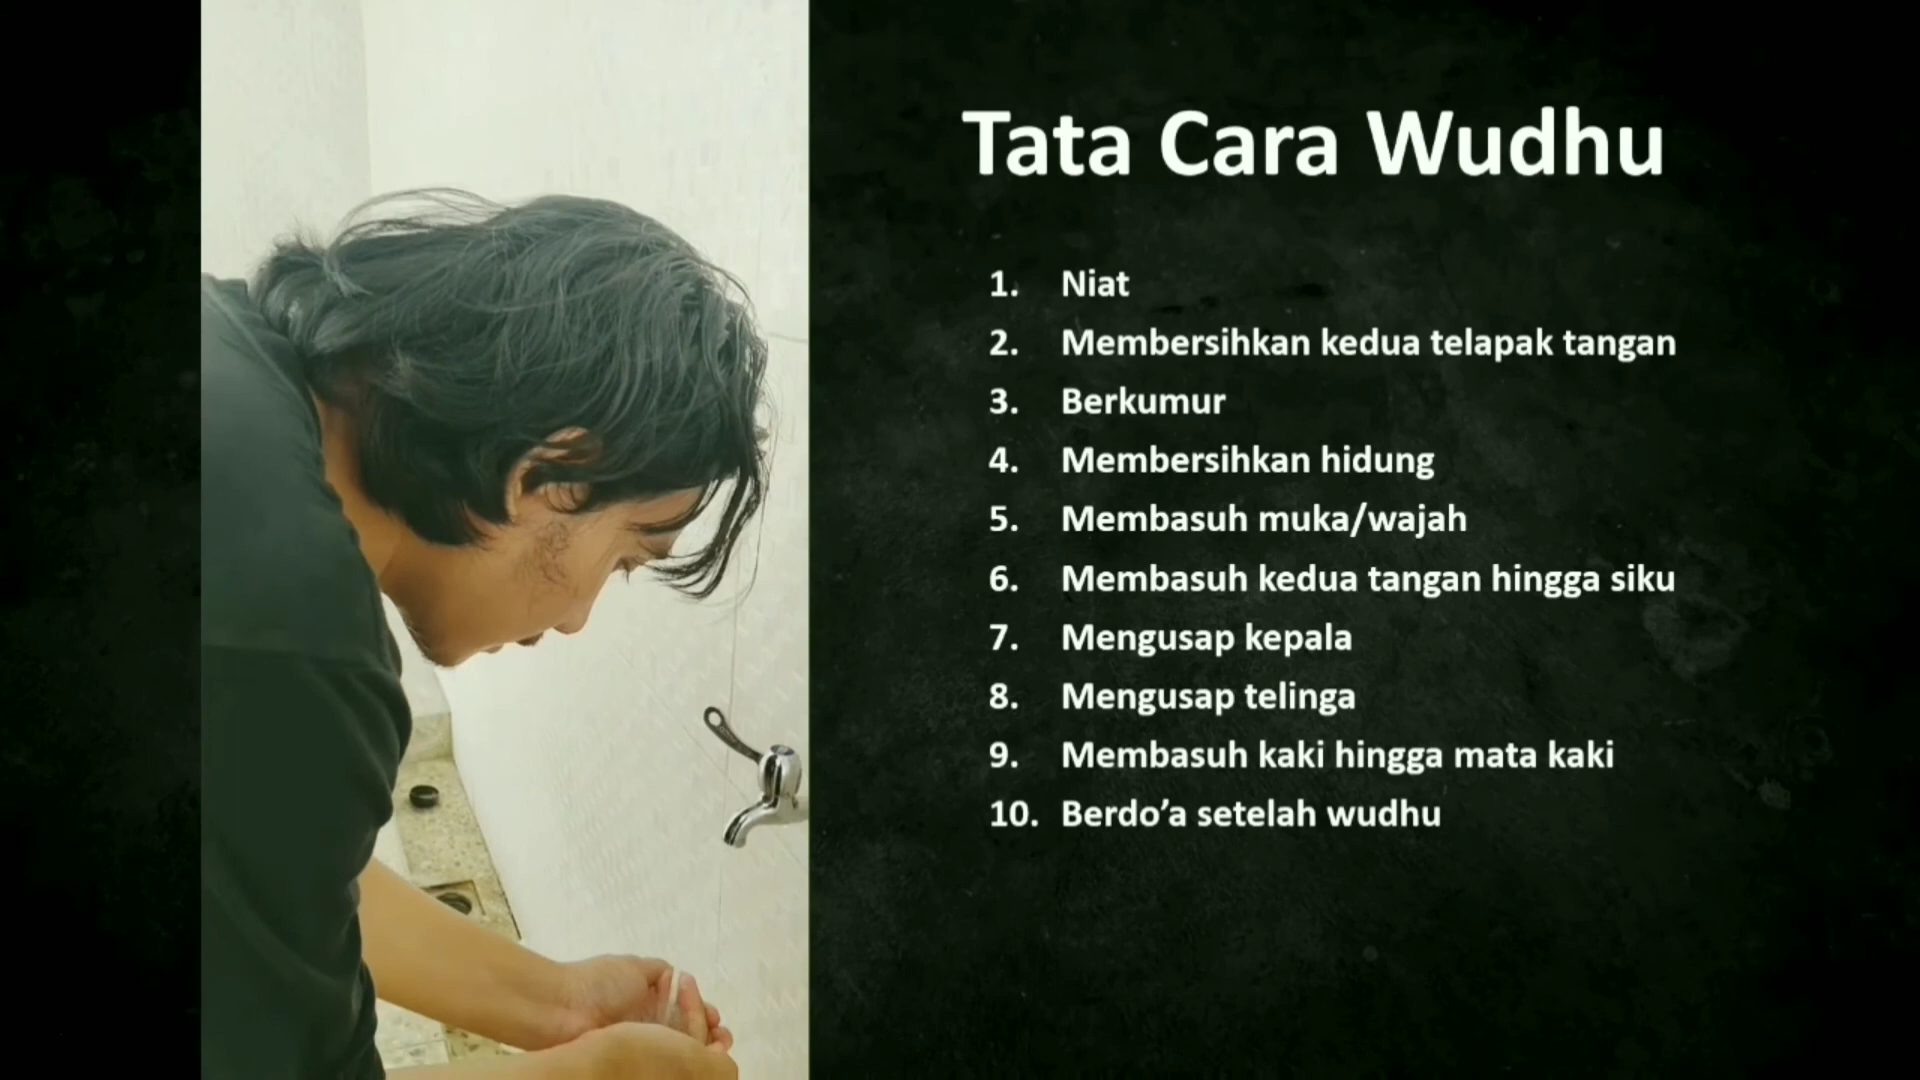 Tata Cara Wudhu
1. Niat
2. Membersihkan kedua telapak tangan
3. Berkumur
4. Membersihkan hidung
5. Membasuh muka/wajah
6. Membasuh kedua tangan hingga siku
7. Mengusap kepala
8. Mengusap telinga
9. Membasuh kaki hingga mata kaki
10. Berdo’a setelah wudhu